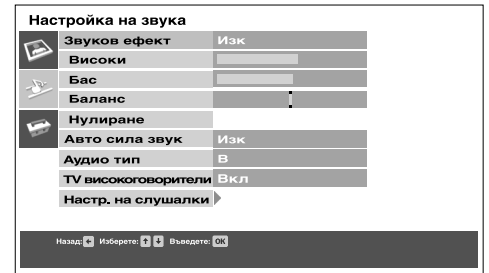 Настройка на звука
Звуков ефект Изк
Високи
Бас
Баланс
Нулиране
Авто сила звук Изк
Аудио тип В
TV високоговорители Вкл
Настр. на слушалки
Назад: Изберете: Въведете: OK